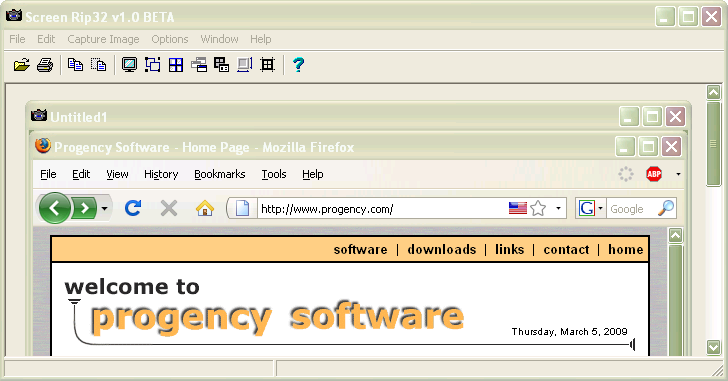 Screen Rip32 v1.0 BETA
File Edit Capture Image Options Window Help
?
Untitled1
Progency Software - Home Page - Mozilla Firefox
File Edit View History Bookmarks Tools Help
ABP
http://www.progency.com/
G Google
software | downloads | links | contact | home
welcome to
progency software
Thursday, March 5, 2009